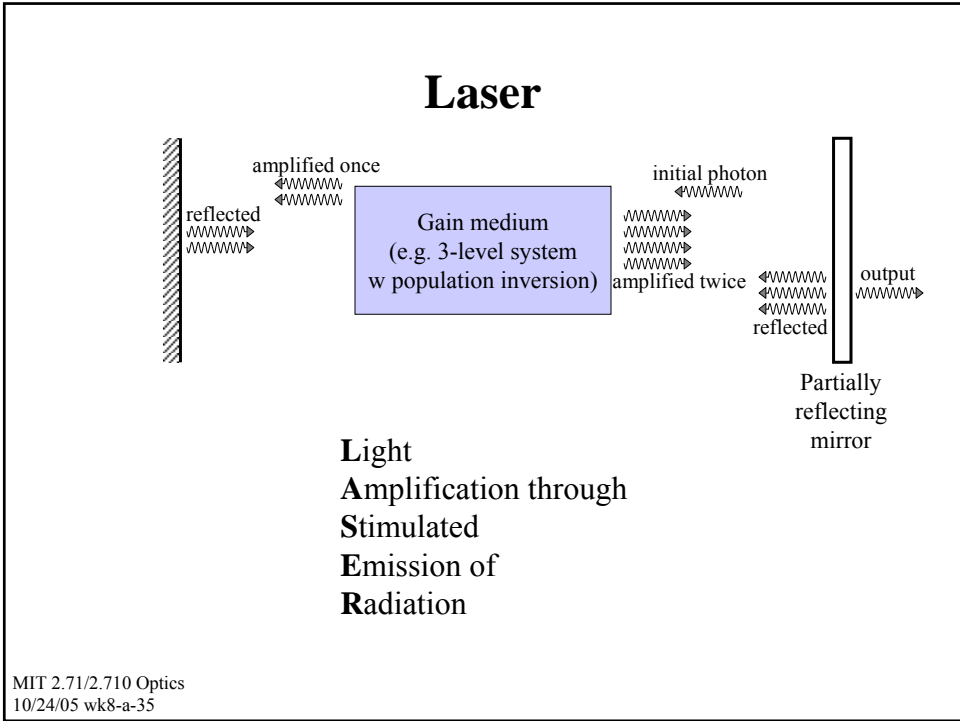 Laser
amplified once
initial photon
reflected
Gain medium
(e.g. 3-level system
w population inversion)
amplified twice
output
reflected
Partially
reflecting
mirror
Light
Amplification through
Stimulated
Emission of
Radiation
MIT 2.71/2.710 Optics
10/24/05 wk8-a-35